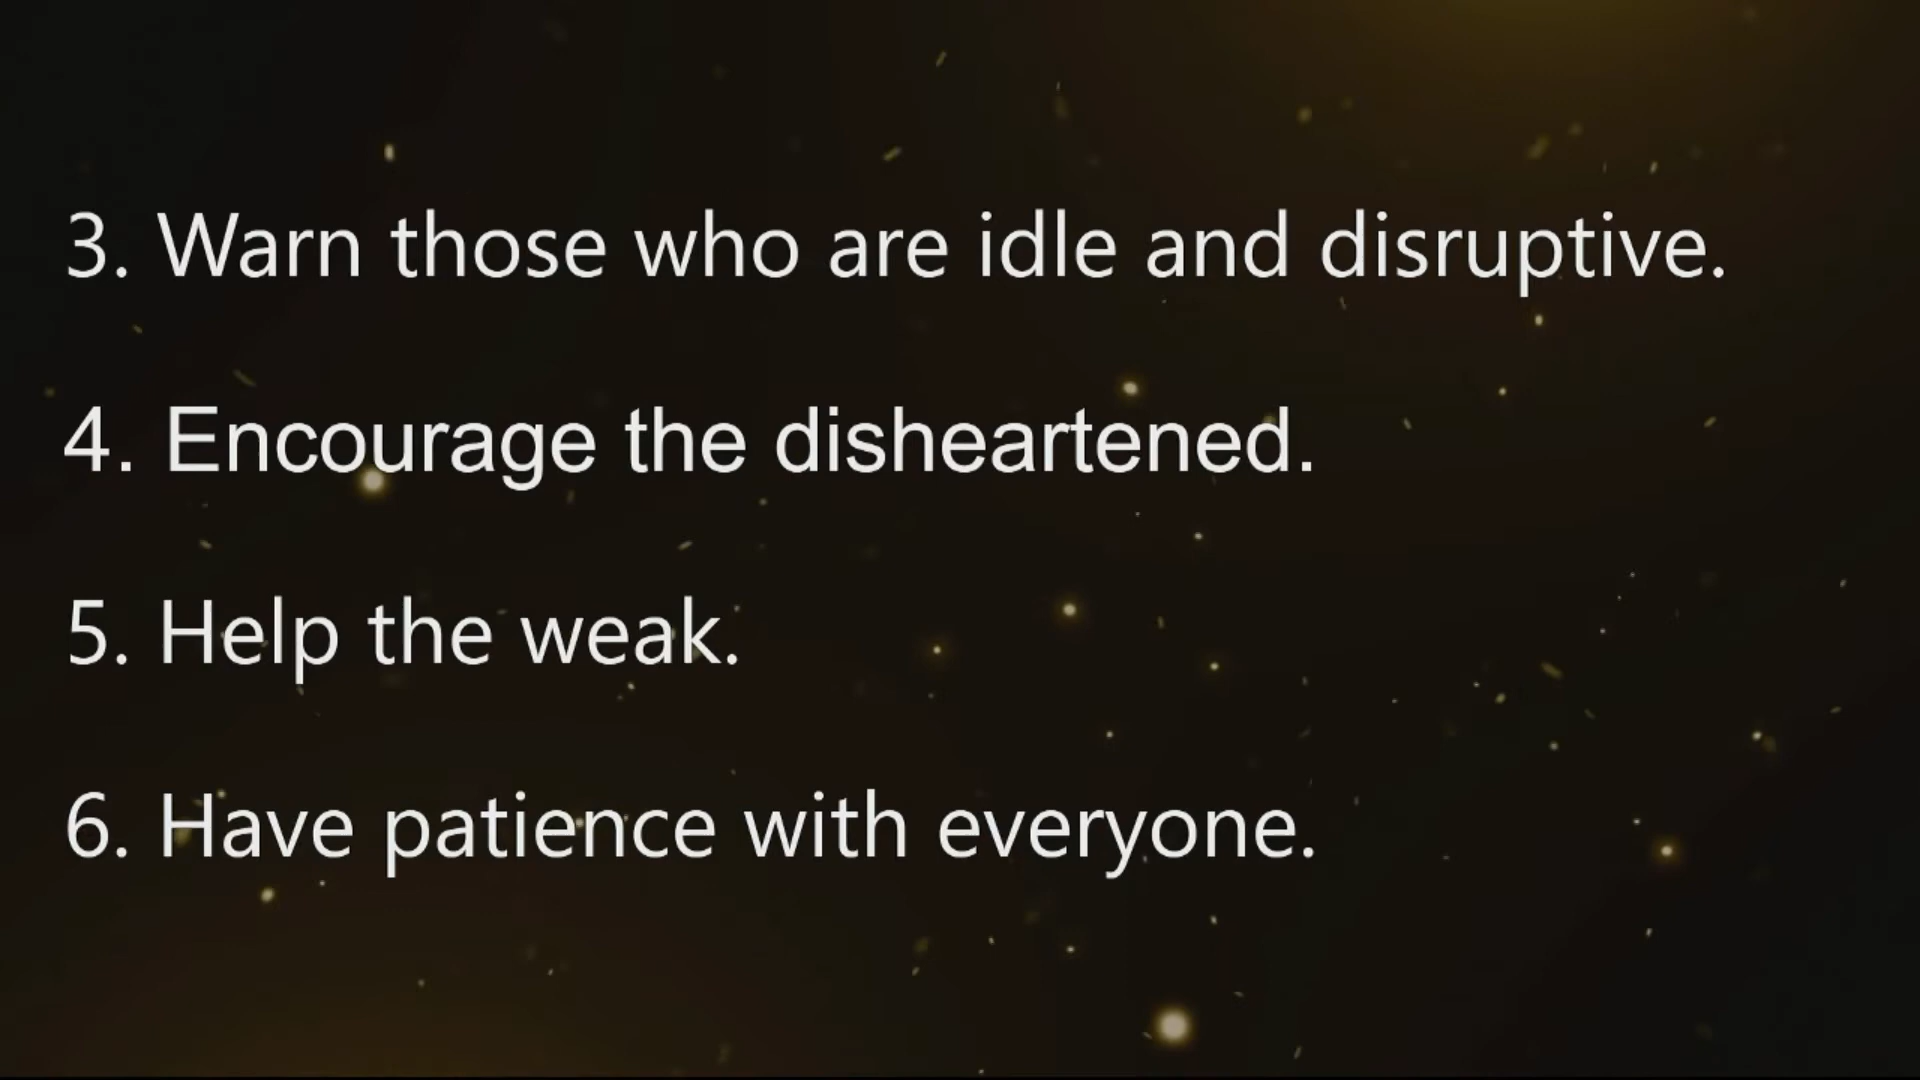 3. Warn those who are idle and disruptive.
4. Encourage the disheartened.
5. Help the weak.
6. Have patience with everyone.